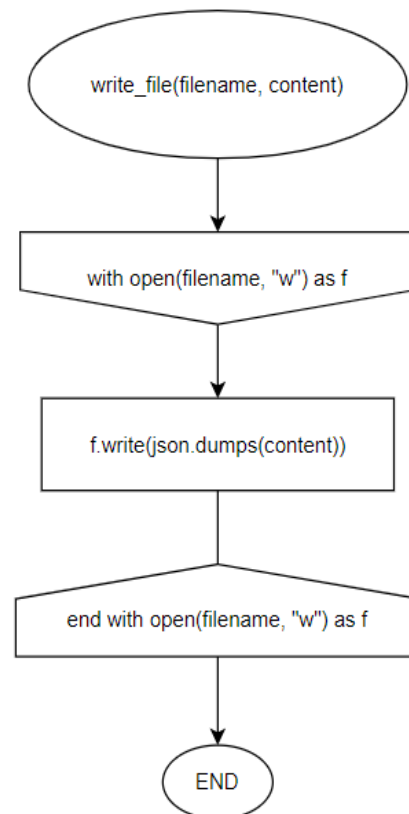 write_file(filename, content)
with open(filename, "w") as f
f.write(json.dumps(content))
end with open(filename, "w") as f
END